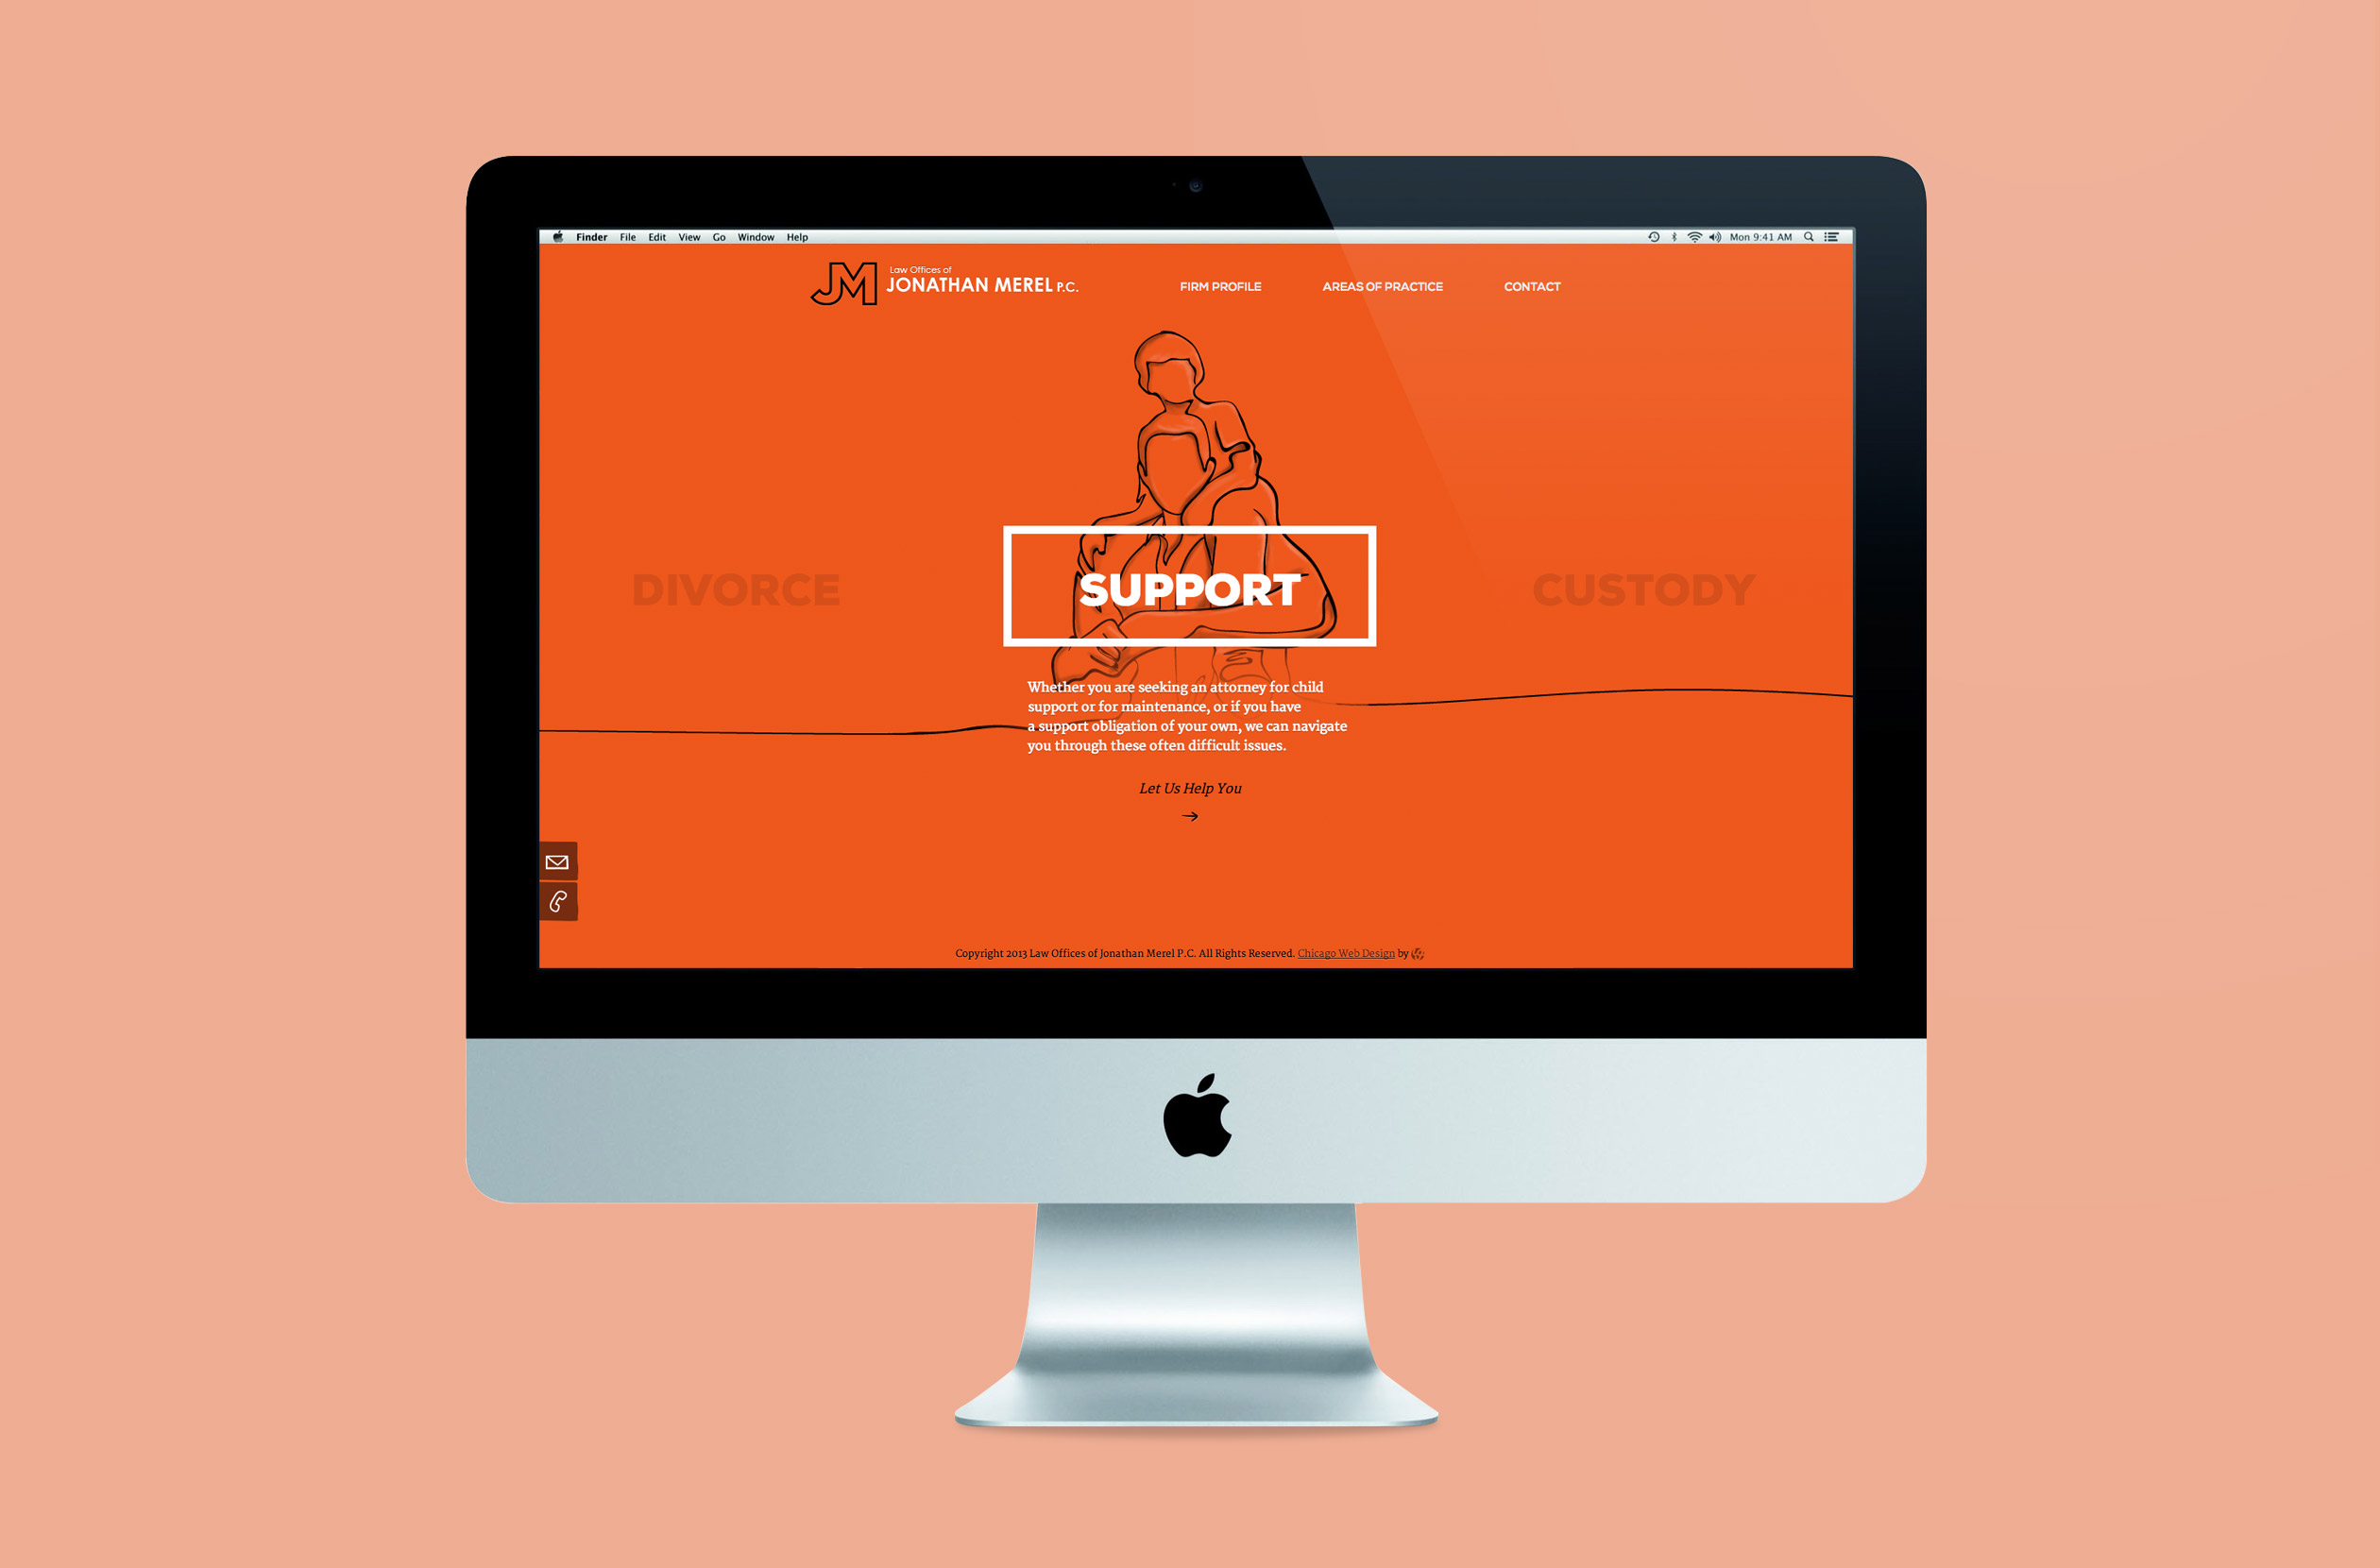 Finder File Edit View Go Window Help
Mon 9:41 AM
JM
Law Offices of
JONATHAN MEREL P.C.
FIRM PROFILE
AREAS OF PRACTICE
CONTACT
DIVORCE
SUPPORT
CUSTODY
Whether you are seeking an attorney for child
support or for maintenance, or if you have
a support obligation of your own, we can navigate
you through these often difficult issues.
Let Us Help You
Copyright 2013 Law Offices of Jonathan Merel P.C. All Rights Reserved. Chicago Web Design by